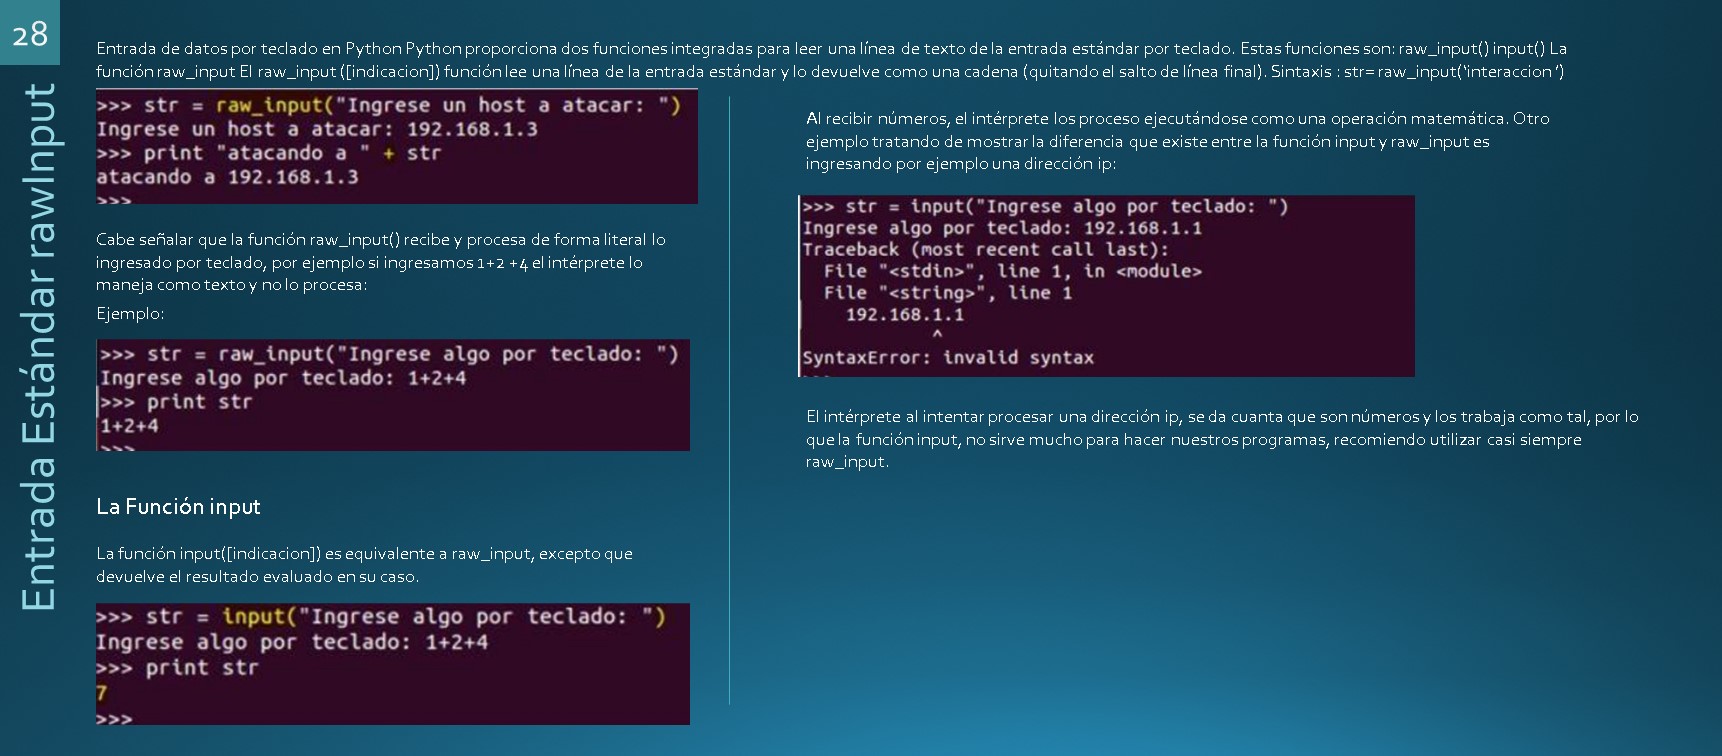 28
Entrada Estándar rawInput
Entrada de datos por teclado en Python Python proporciona dos funciones integradas para leer una línea de texto de la entrada estándar por teclado. Estas funciones son: raw_input() input() La
función raw_input El raw_input ([indicacion]) función lee una línea de la entrada estándar y lo devuelve como una cadena (quitando el salto de línea final). Sintaxis : str= raw_input(‘interaccion ’)
>>> str = raw_input("Ingrese un host a atacar: ")
Ingrese un host a atacar: 192.168.1.3
>>> print "atacando a " + str
atacando a 192.168.1.3
>>>
Cabe señalar que la función raw_input() recibe y procesa de forma literal lo
ingresado por teclado, por ejemplo si ingresamos 1+2 +4 el intérprete lo
maneja como texto y no lo procesa:
Ejemplo:
>>> str = raw_input("Ingrese algo por teclado: ")
Ingrese algo por teclado: 1+2+4
>>> print str
1+2+4
>>>
La Función input
La función input([indicacion]) es equivalente a raw_input, excepto que
devuelve el resultado evaluado en su caso.
>>> str = input("Ingrese algo por teclado: ")
Ingrese algo por teclado: 1+2+4
>>> print str
7
>>>
Al recibir números, el intérprete los proceso ejecutándose como una operación matemática. Otro
ejemplo tratando de mostrar la diferencia que existe entre la función input y raw_input es
ingresando por ejemplo una dirección ip:
>>> str = input("Ingrese algo por teclado: ")
Ingrese algo por teclado: 192.168.1.1
Traceback (most recent call last):
File "<stdin>", line 1, in <module>
File "<string>", line 1
192.168.1.1
^
SyntaxError: invalid syntax
El intérprete al intentar procesar una dirección ip, se da cuanta que son números y los trabaja como tal, por lo
que la función input, no sirve mucho para hacer nuestros programas, recomiendo utilizar casi siempre
raw_input.